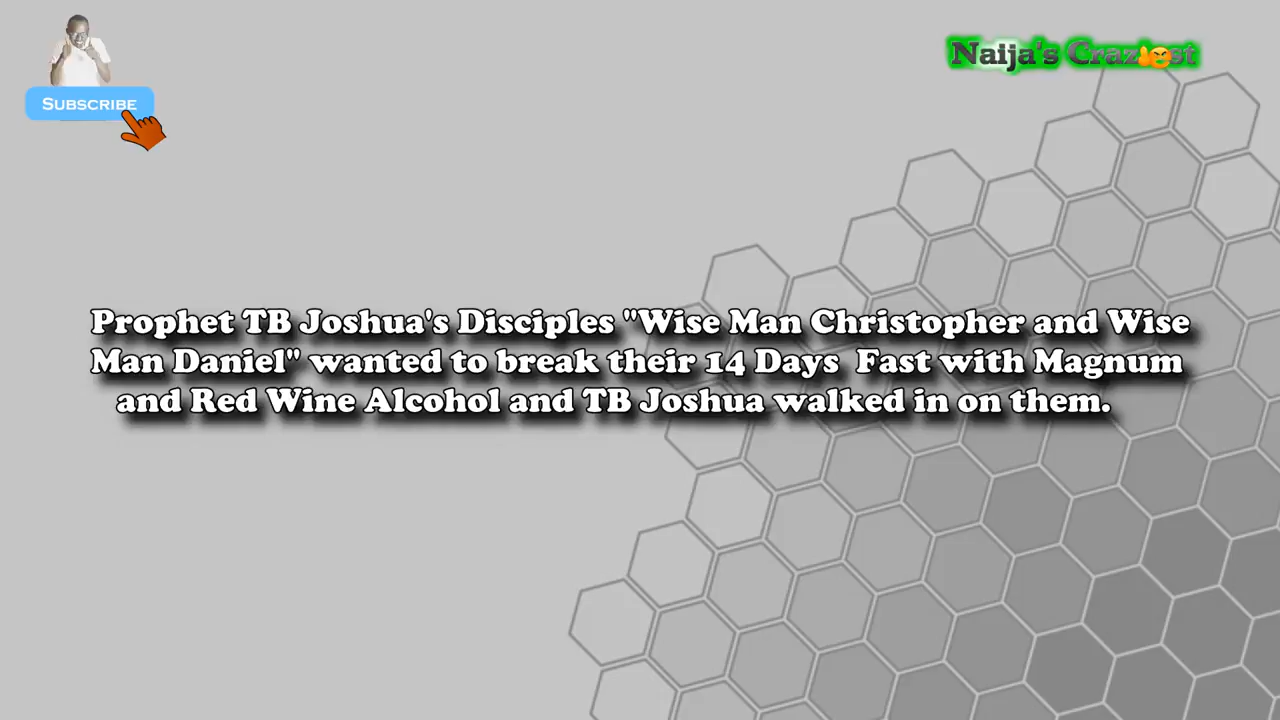 Naija's Craziest
Subscribe
Prophet TB Joshua's Disciples "Wise Man Christopher and Wise
Man Daniel" wanted to break their 14 Days Fast with Magnum
and Red Wine Alcohol and TB Joshua walked in on them.